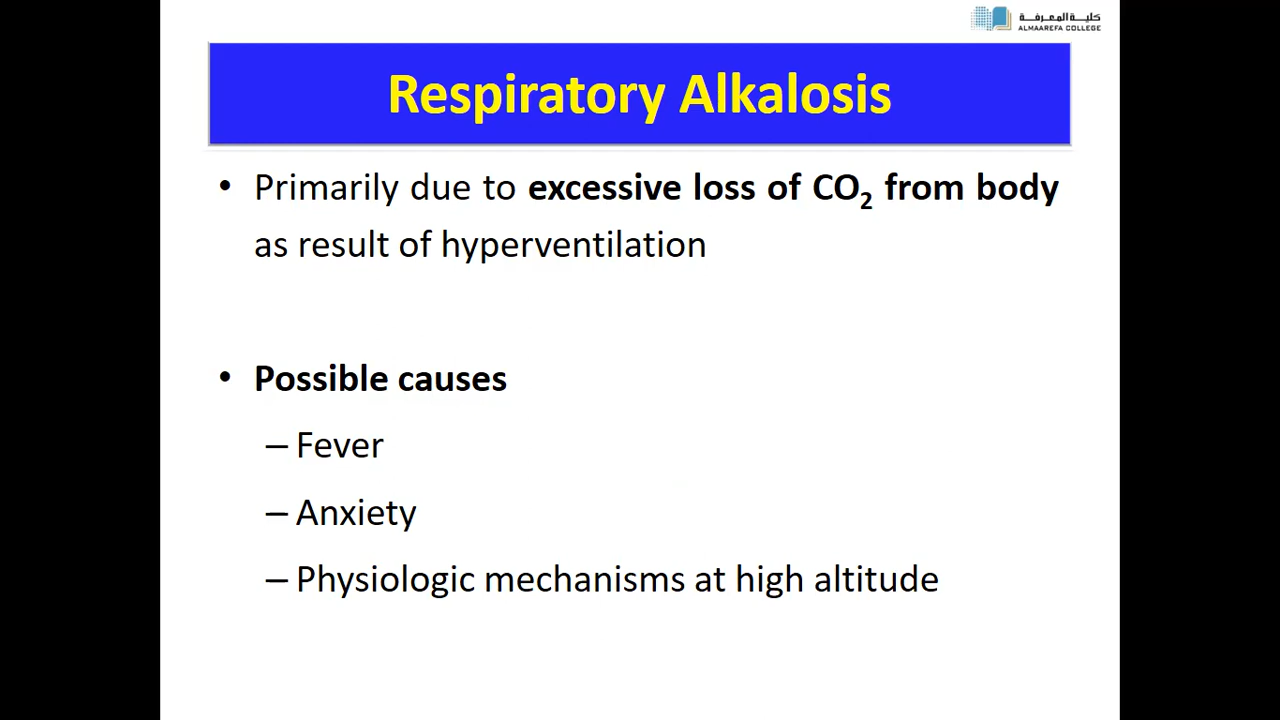 كلية المعرفة
ALMAAREFA COLLEGE
Respiratory Alkalosis
• Primarily due to excessive loss of CO₂ from body
as result of hyperventilation
• Possible causes
– Fever
– Anxiety
– Physiologic mechanisms at high altitude